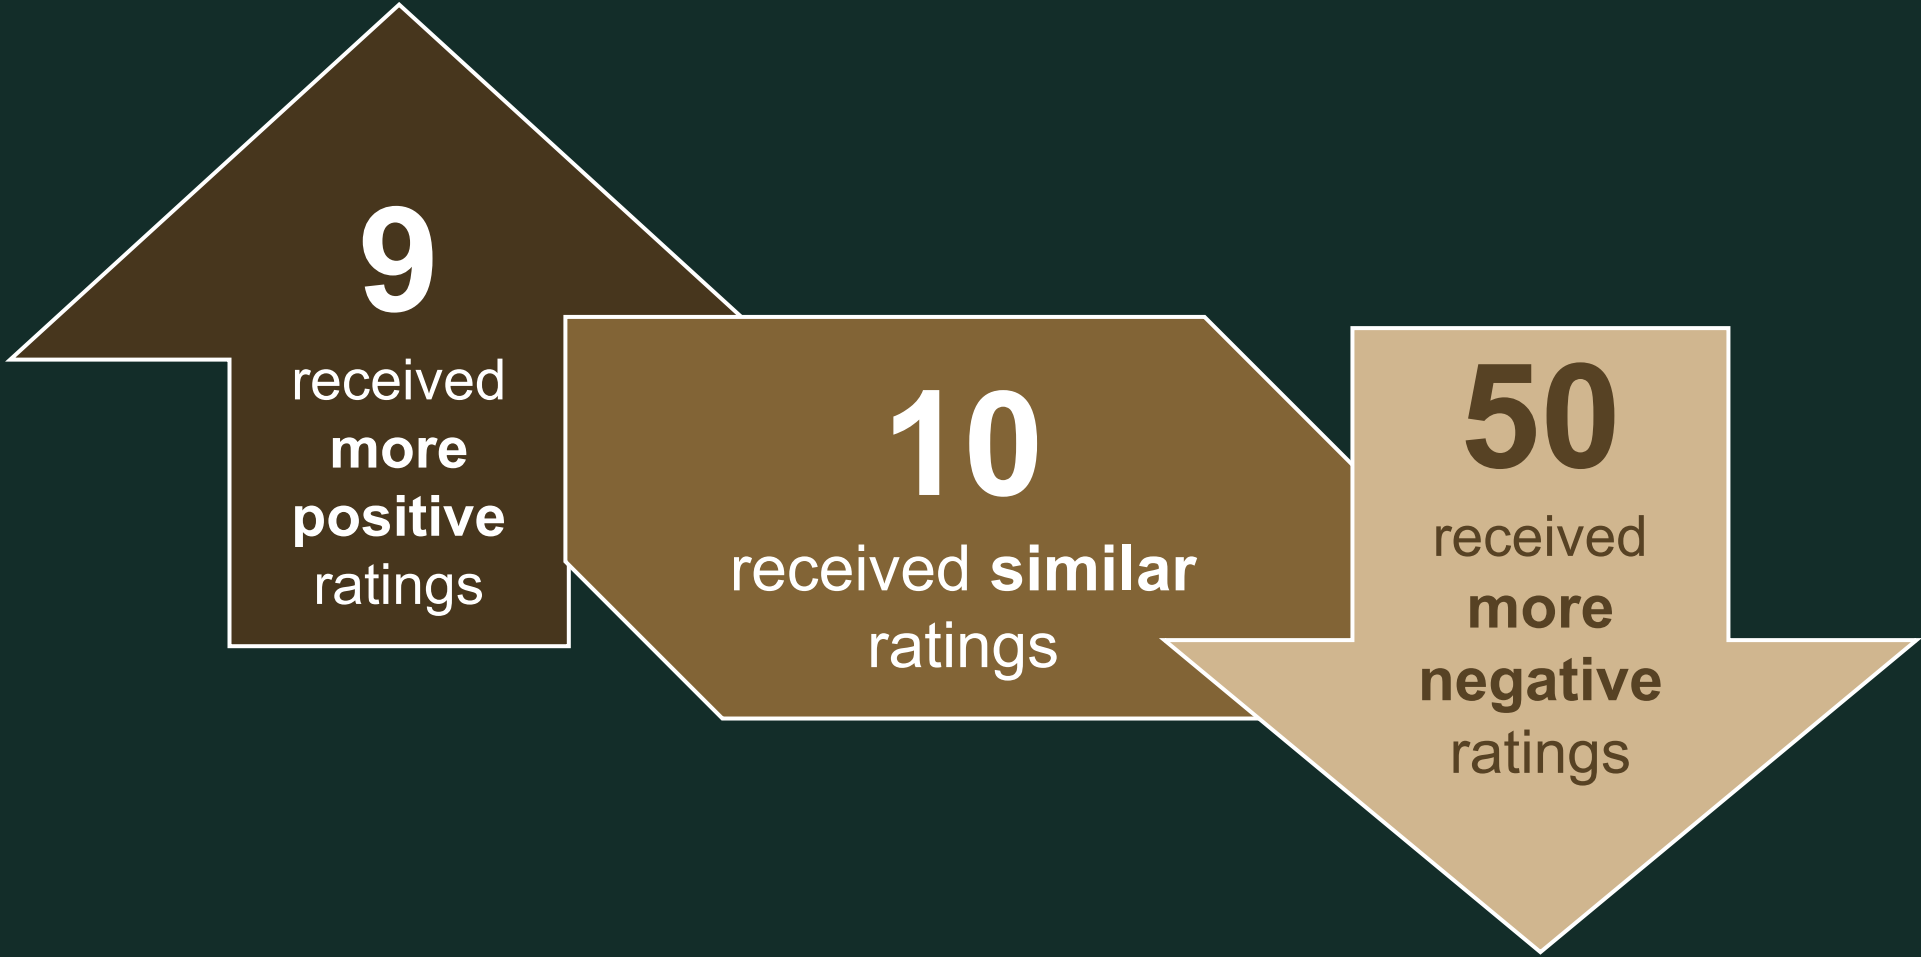 9
received
more
positive
ratings
10
received similar
ratings
50
received
more
negative
ratings